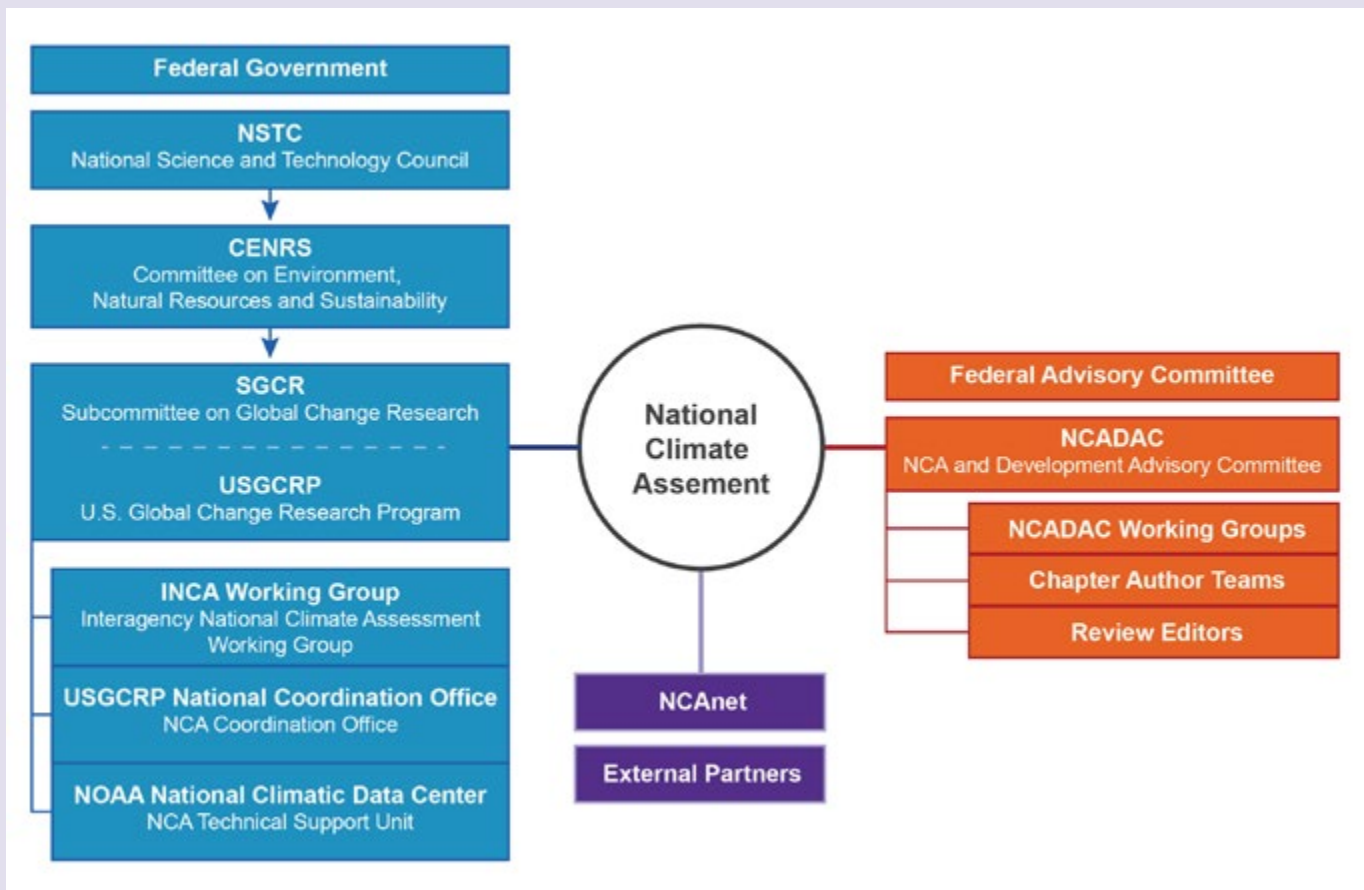 Federal Government
NSTC
National Science and Technology Council
CENRS
Committee on Environment,
Natural Resources and Sustainability
SGCR
Subcommittee on Global Change Research
USGCRP
U.S. Global Change Research Program
INCA Working Group
Interagency National Climate Assessment
Working Group
USGCRP National Coordination Office
NCA Coordination Office
NOAA National Climatic Data Center
NCA Technical Support Unit
National
Climate
Assement
NCAnet
External Partners
Federal Advisory Committee
NCADAC
NCA and Development Advisory Committee
NCADAC Working Groups
Chapter Author Teams
Review Editors